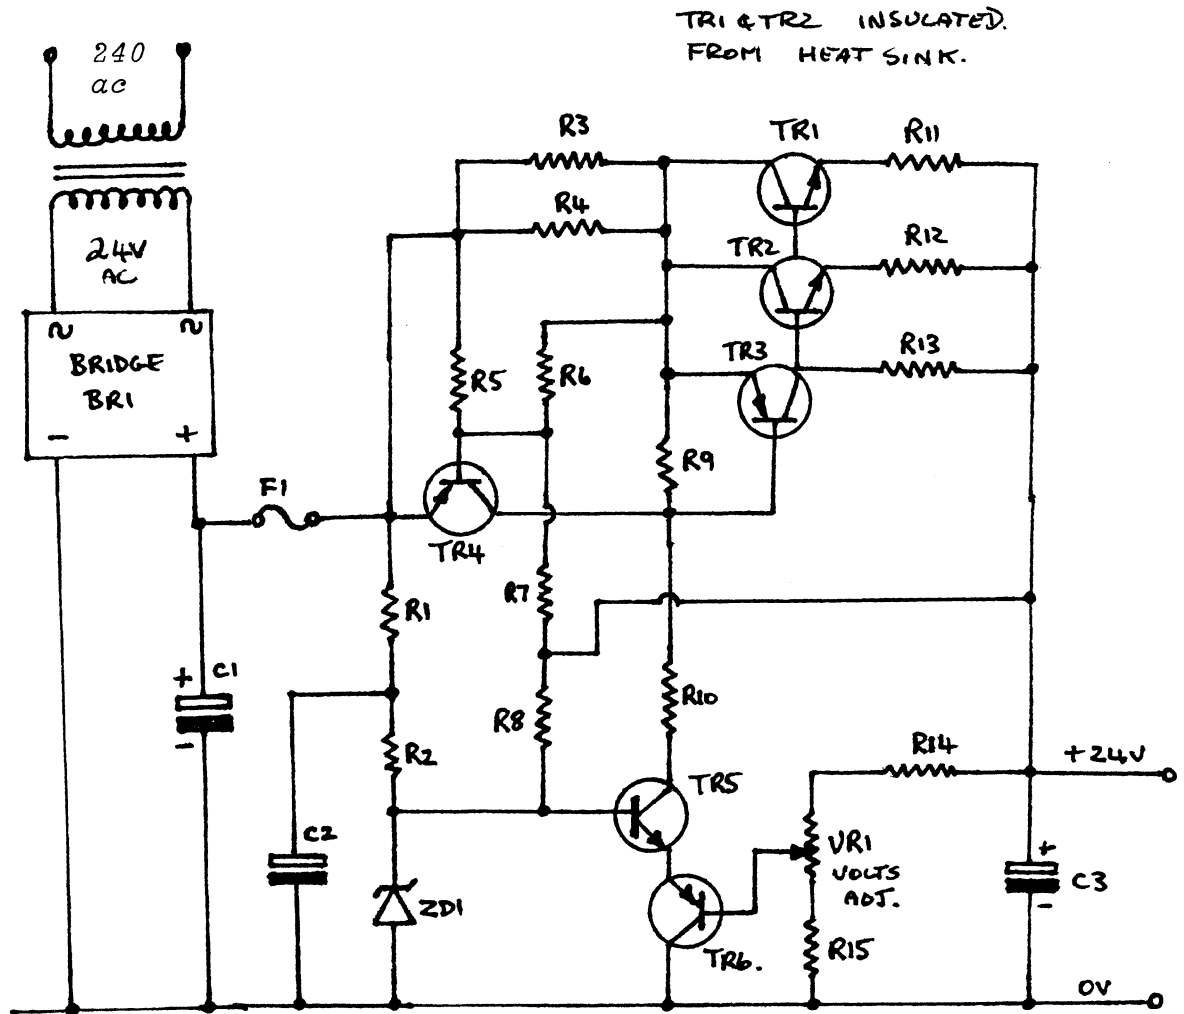 TR1 & TR2 INSULATED.
FROM HEAT SINK.
240
ac
24V
AC
~ ~
BRIDGE
BR1
- +
F1
+ C1
-
C2
R1
R2
ZD1
R3
R4
R5
R6
TR4
R7
R8
R9
R10
TR1
TR2
TR3
R11
R12
R13
TR5
TR6.
R14
VR1
VOLTS
ADJ.
R15
+24V
+
C3
-
0V